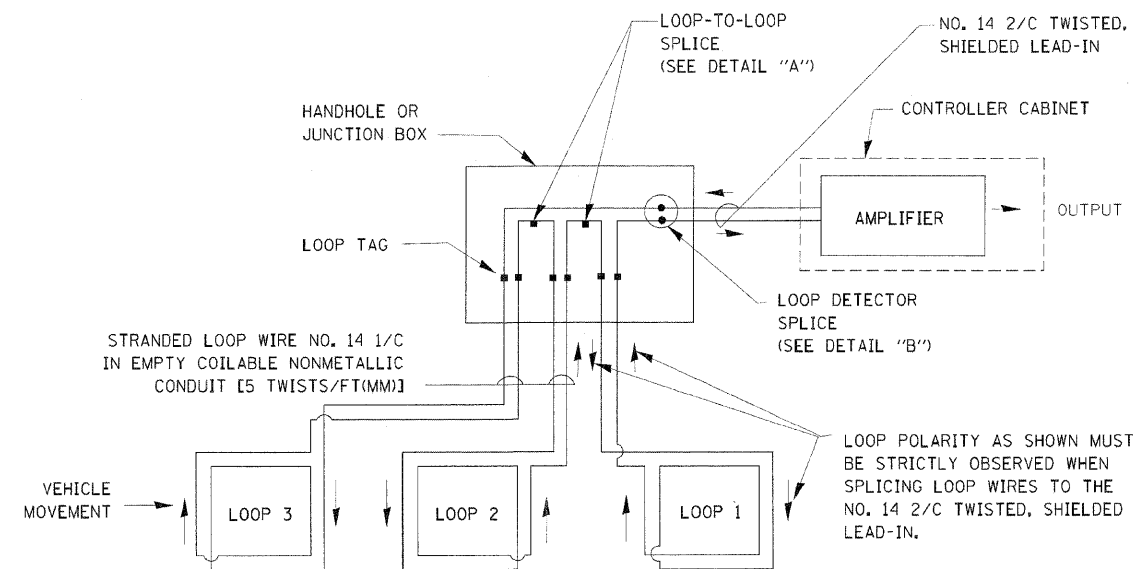 LOOP-TO-LOOP
SPLICE
(SEE DETAIL "A")
NO. 14 2/C TWISTED,
SHIELDED LEAD-IN
HANDHOLE OR
JUNCTION BOX
CONTROLLER CABINET
AMPLIFIER
OUTPUT
LOOP TAG
LOOP DETECTOR
SPLICE
(SEE DETAIL "B")
STRANDED LOOP WIRE NO. 14 1/C
IN EMPTY COILABLE NONMETALLIC
CONDUIT [5 TWISTS/FT(MM)]
LOOP POLARITY AS SHOWN MUST
BE STRICTLY OBSERVED WHEN
SPLICING LOOP WIRES TO THE
NO. 14 2/C TWISTED, SHIELDED
LEAD-IN.
VEHICLE
MOVEMENT
LOOP 3
LOOP 2
LOOP 1